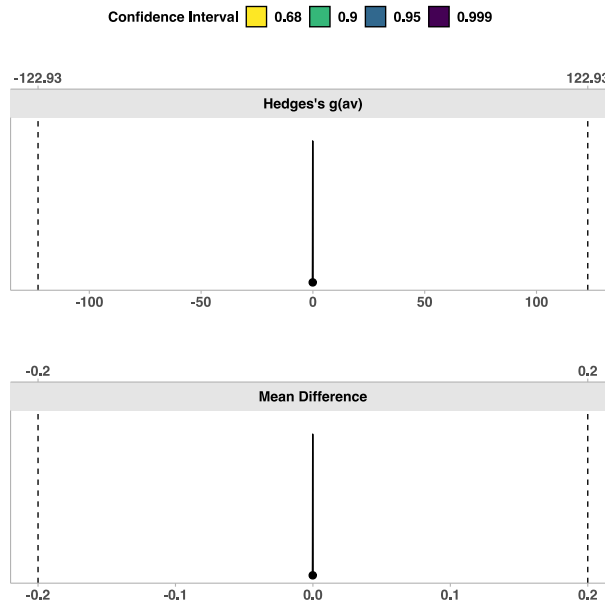 Confidence Interval 0.68 0.9 0.95 0.999
-122.93 122.93
Hedges's g(av)
-100 -50 0 50 100
-0.2 0.2
Mean Difference
-0.2 -0.1 0.0 0.1 0.2